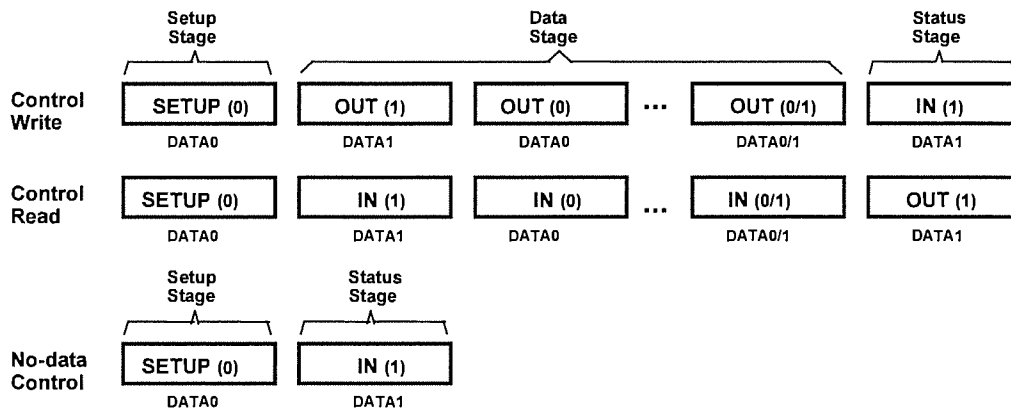 Setup
Stage
Data
Stage
Status
Stage
Control
Write
SETUP (0)
OUT (1)
OUT (0)
...
OUT (0/1)
IN (1)
DATA0
DATA1
DATA0
DATA0/1
DATA1
Control
Read
SETUP (0)
IN (1)
IN (0)
...
IN (0/1)
OUT (1)
DATA0
DATA1
DATA0
DATA0/1
DATA1
Setup
Stage
Status
Stage
No-data
Control
SETUP (0)
IN (1)
DATA0
DATA1